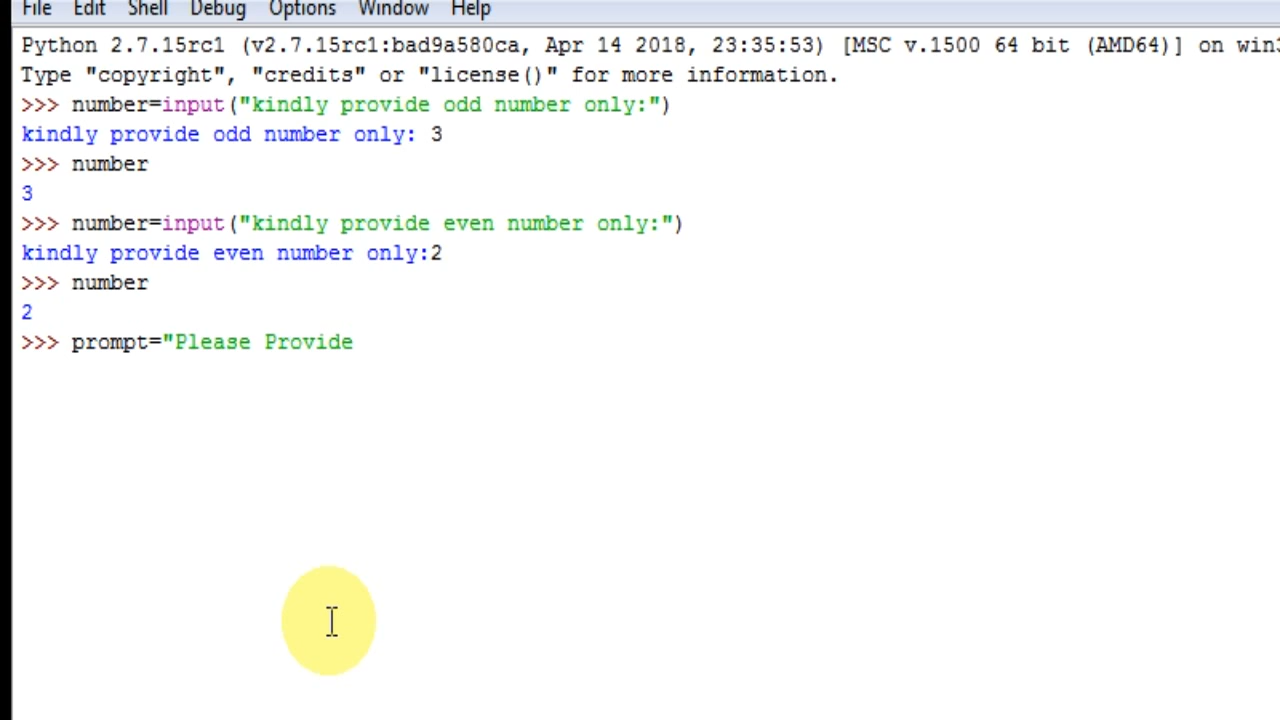 File Edit Shell Debug Options Window Help
Python 2.7.15rc1 (v2.7.15rc1:bad9a580ca, Apr 14 2018, 23:35:53) [MSC v.1500 64 bit (AMD64)] on
Type "copyright", "credits" or "license()" for more information.
>>> number=input("kindly provide odd number only:")
kindly provide odd number only: 3
>>> number
3
>>> number=input("kindly provide even number only:")
kindly provide even number only:2
>>> number
2
>>> prompt="Please Provide